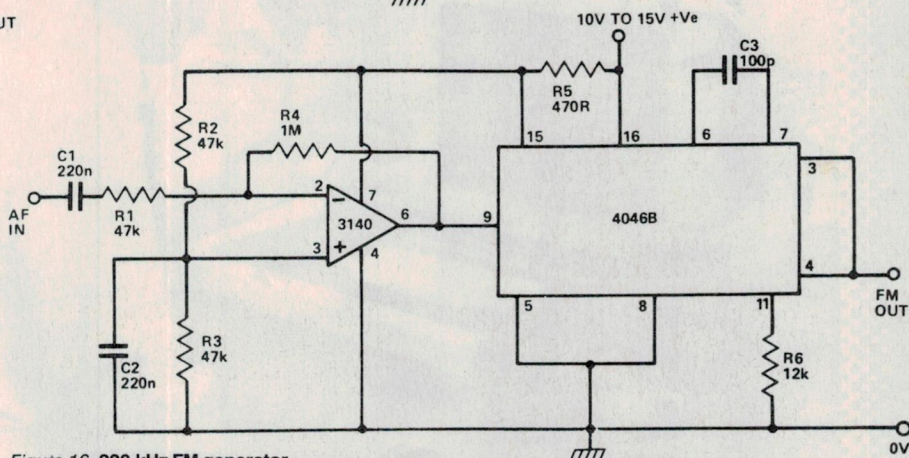 UT
10V TO 15V +Ve
C3
100p
R5
470R
R2
47k
R4
1M
15
16
6
7
C1
220n
3
2
7
AF
IN
R1
47k
3140
6
9
4046B
3
4
4
FM
OUT
5
8
11
C2
220n
R3
47k
R6
12k
0V
FM generator